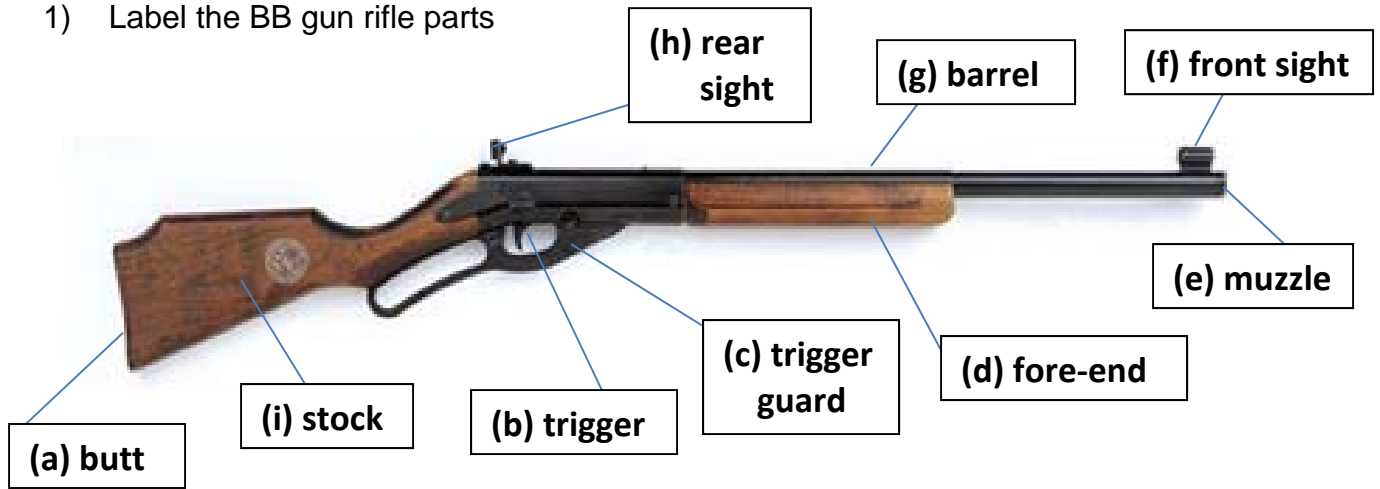 1) Label the BB gun rifle parts
(h) rear
sight
(g) barrel
(f) front sight
(e) muzzle
(c) trigger
guard
(d) fore-end
(i) stock
(b) trigger
(a) butt